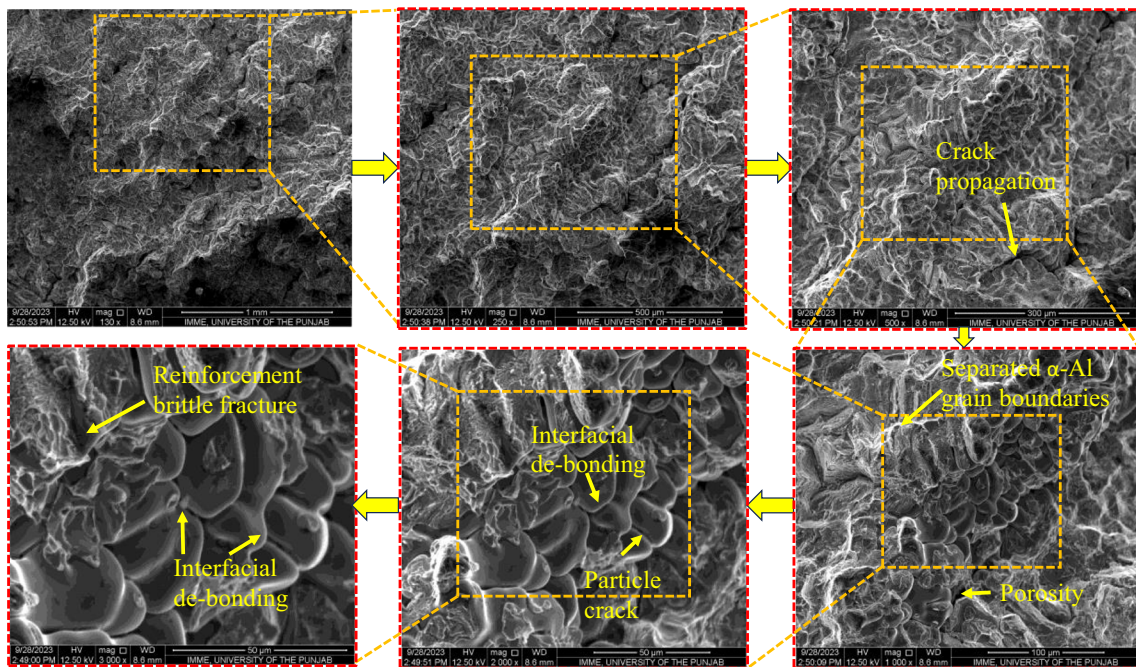 Crack
propagation
9/28/2023 HV mag □ WD 1 mm
2:50:53 PM 12.50 kV 130 x 8.6 mm IMME, UNIVERSITY OF THE PUNJAB
9/28/2023 HV mag □ WD 500 µm
2:50:38 PM 12.50 kV 250 x 8.6 mm IMME, UNIVERSITY OF THE PUNJAB
9/28/2023 HV mag □ WD 300 µm
2:50:21 PM 12.50 kV 500 x 8.6 mm IMME, UNIVERSITY OF THE PUNJAB
Reinforcement
brittle fracture
Interfacial
de-bonding
9/28/2023 HV mag □ WD 50 µm
2:49:00 PM 12.50 kV 3 000 x 8.6 mm IMME, UNIVERSITY OF THE PUNJAB
Interfacial
de-bonding
Particle
crack
9/28/2023 HV mag □ WD 50 µm
2:49:51 PM 12.50 kV 2 000 x 8.6 mm IMME, UNIVERSITY OF THE PUNJAB
Separated α-Al
grain boundaries
Porosity
9/28/2023 HV mag □ WD 100 µm
2:50:09 PM 12.50 kV 1 000 x 8.6 mm IMME, UNIVERSITY OF THE PUNJAB